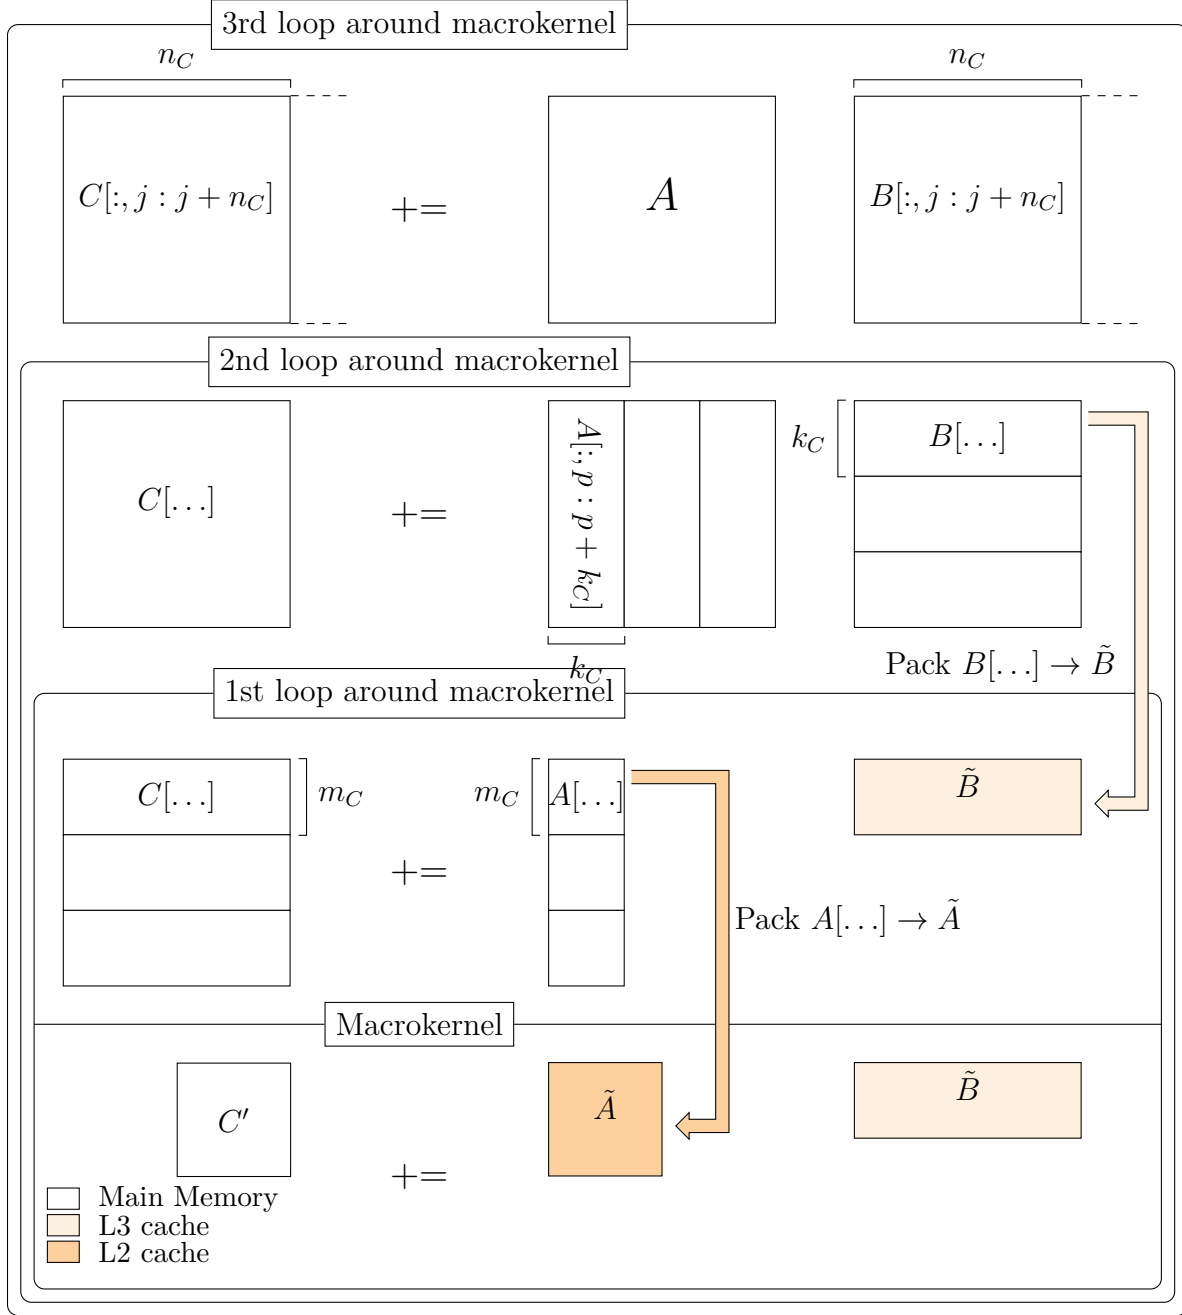 3rd loop around macrokernel
n_C n_C
C[:, j : j + n_C] += A B[:, j : j + n_C]
2nd loop around macrokernel
C[…] += A[:, p : p + k_C] k_C B[…]
k_C
Pack B[…] → B̃
1st loop around macrokernel
C[…] m_C m_C A[…] B̃
+=
Pack A[…] → Ã
Macrokernel
C′ += Ã B̃
Main Memory
L3 cache
L2 cache